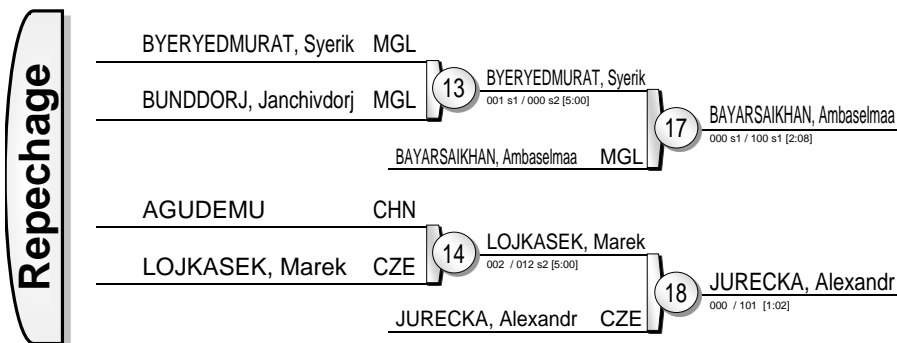 Repechage
BYERYEDMURAT, Syerik MGL
BUNDDORJ, Janchivdorj MGL
13
BYERYEDMURAT, Syerik
001 s1 / 000 s2 [5:00]
BAYARSAIKHAN, Ambaselmaa MGL
17
BAYARSAIKHAN, Ambaselmaa
000 s1 / 100 s1 [2:08]
AGUDEMU CHN
LOJKASEK, Marek CZE
14
LOJKASEK, Marek
002 / 012 s2 [5:00]
JURECKA, Alexandr CZE
18
JURECKA, Alexandr
000 / 101 [1:02]